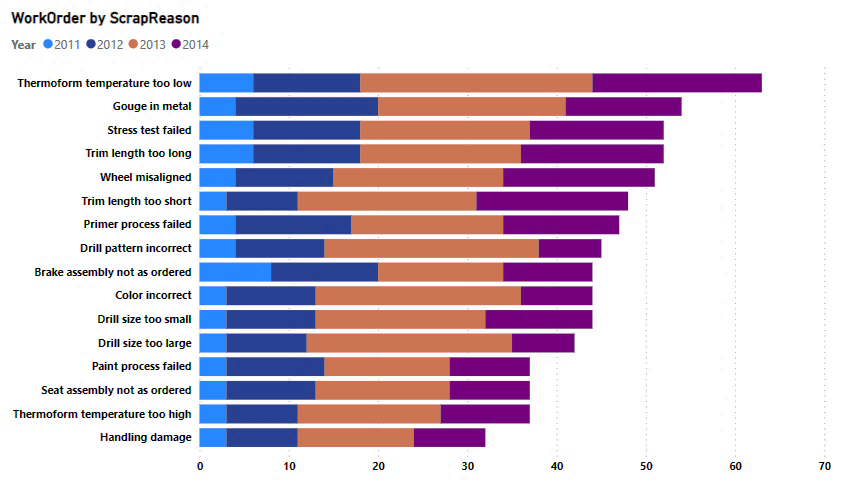 WorkOrder by ScrapReason
Year 2011 2012 2013 2014
Thermoform temperature too low
Gouge in metal
Stress test failed
Trim length too long
Wheel misaligned
Trim length too short
Primer process failed
Drill pattern incorrect
Brake assembly not as ordered
Color incorrect
Drill size too small
Drill size too large
Paint process failed
Seat assembly not as ordered
Thermoform temperature too high
Handling damage
0 10 20 30 40 50 60 70